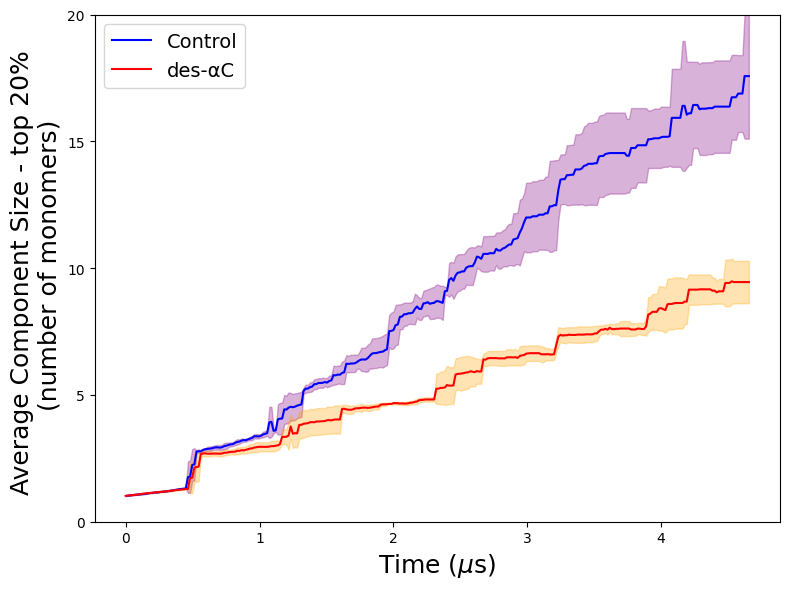 Control
des-αC
Average Component Size - top 20%
(number of monomers)
20
15
10
5
0
0 1 2 3 4
Time (μs)